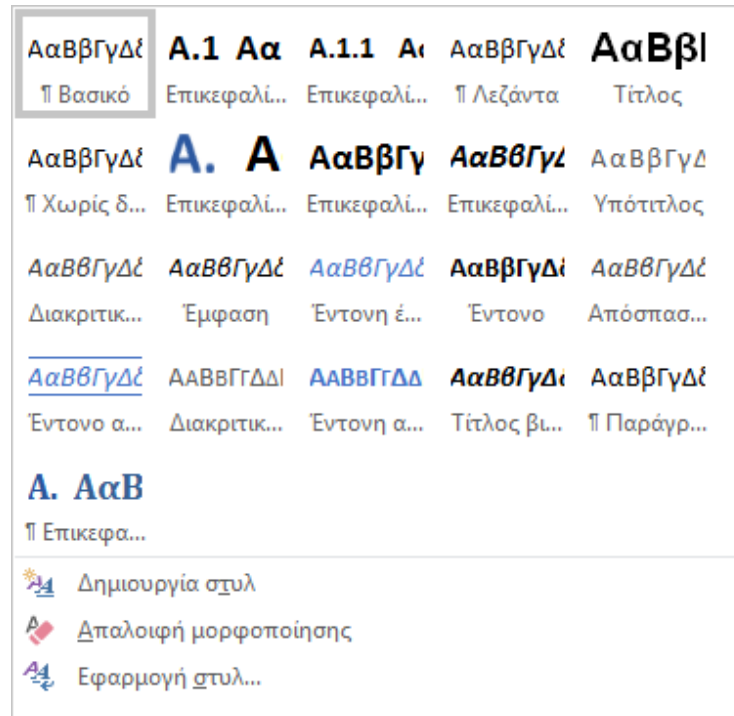 ΑαΒβΓγΔδ Α.1 Αα Α.1.1 Αα ΑαΒβΓγΔδ ΑαΒβΙ
¶ Βασικό Επικεφαλί... Επικεφαλί... ¶ Λεζάντα Τίτλος
ΑαΒβΓγΔδ Α. Α ΑαΒβΓγ ΑαΒβΓγΔ ΑαΒβΓγΔ
¶ Χωρίς δ... Επικεφαλί... Επικεφαλί... Επικεφαλί... Υπότιτλος
ΑαΒβΓγΔδ ΑαΒβΓγΔδ ΑαΒβΓγΔδ ΑαΒβΓγΔδ ΑαΒβΓγΔδ
Διακριτικ... Έμφαση Έντονη έ... Έντονο Απόσπασ...
ΑαΒβΓγΔδ ΑαΒβΓγΔδ ΑαΒβΓγΔδ ΑαΒβΓγΔδ ΑαΒβΓγΔδ
Έντονο α... Διακριτικ... Έντονη α... Τίτλος βι... ¶ Παράγρ...
Α. ΑαΒ
¶ Επικεφα...
Δημιουργία στυλ
Απαλοιφή μορφοποίησης
Εφαρμογή στυλ...